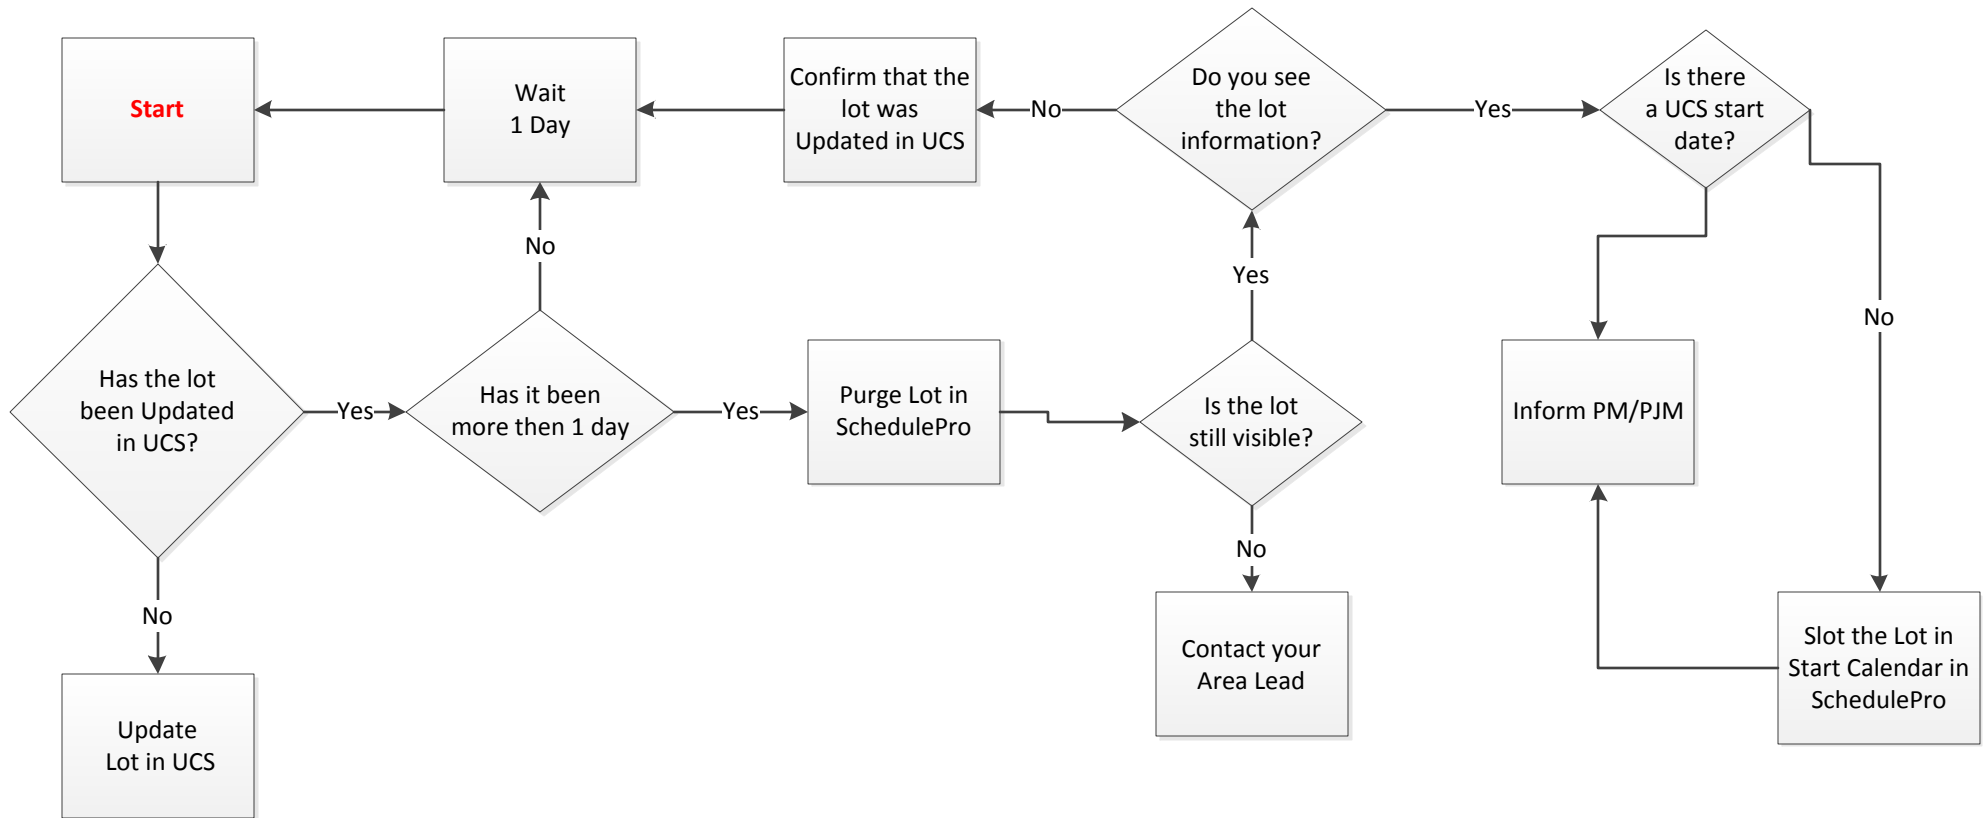 Start
Wait
1 Day
Confirm that the
lot was
Updated in UCS
No
Do you see
the lot
information?
Yes
Is there
a UCS start
date?
No
Yes
No
Has the lot
been Updated
in UCS?
Yes
Has it been
more then 1 day
Yes
Purge Lot in
SchedulePro
Is the lot
still visible?
Inform PM/PJM
No
No
Update
Lot in UCS
Contact your
Area Lead
Slot the Lot in
Start Calendar in
SchedulePro